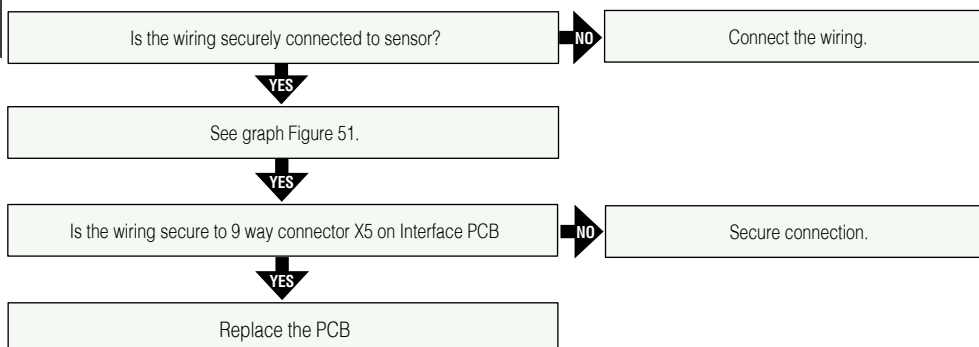 Is the wiring securely connected to sensor?
NO
Connect the wiring.
YES
See graph Figure 51.
YES
Is the wiring secure to 9 way connector X5 on Interface PCB
NO
Secure connection.
YES
Replace the PCB